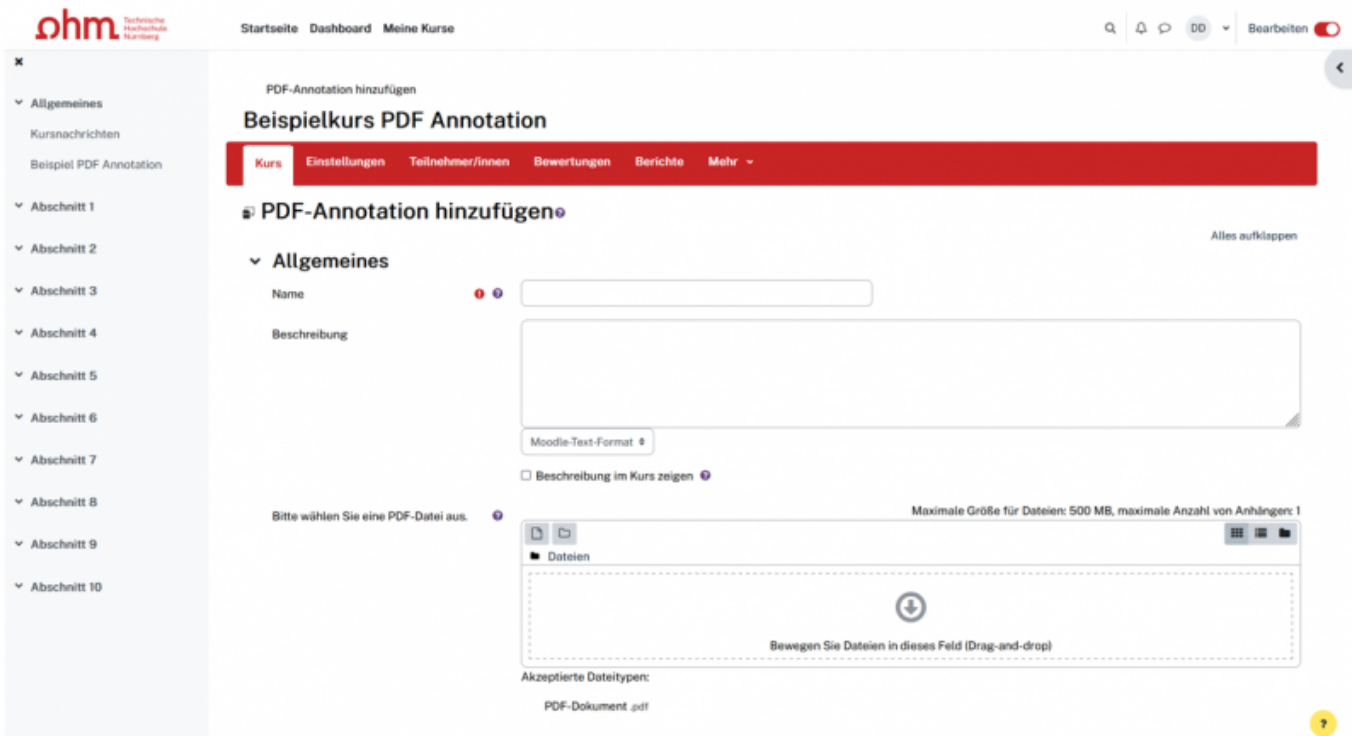 ohm Technische
Hochschule
Nürnberg
Startseite Dashboard Meine Kurse
DD
Bearbeiten
Allgemeines
Kursnachrichten
Beispiel PDF Annotation
Abschnitt 1
Abschnitt 2
Abschnitt 3
Abschnitt 4
Abschnitt 5
Abschnitt 6
Abschnitt 7
Abschnitt 8
Abschnitt 9
Abschnitt 10
PDF-Annotation hinzufügen
Beispielkurs PDF Annotation
Kurs Einstellungen Teilnehmer/innen Bewertungen Berichte Mehr
PDF-Annotation hinzufügen
Alles aufklappen
Allgemeines
Name
Beschreibung
Moodle-Text-Format
Beschreibung im Kurs zeigen
Bitte wählen Sie eine PDF-Datei aus.
Maximale Größe für Dateien: 500 MB, maximale Anzahl von Anhängen: 1
Dateien
Bewegen Sie Dateien in dieses Feld (Drag-and-drop)
Akzeptierte Dateitypen:
PDF-Dokument .pdf
?